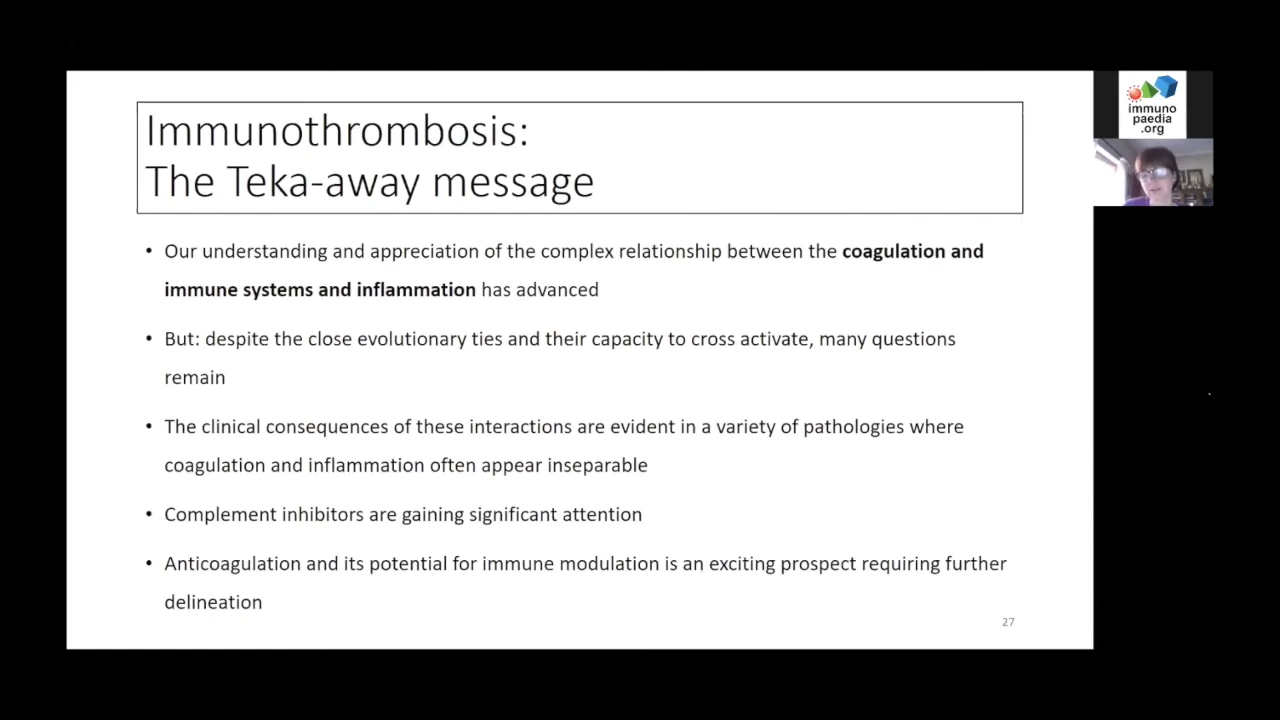 Immunothrombosis:
The Teka-away message
• Our understanding and appreciation of the complex relationship between the coagulation and
immune systems and inflammation has advanced
• But: despite the close evolutionary ties and their capacity to cross activate, many questions
remain
• The clinical consequences of these interactions are evident in a variety of pathologies where
coagulation and inflammation often appear inseparable
• Complement inhibitors are gaining significant attention
• Anticoagulation and its potential for immune modulation is an exciting prospect requiring further
delineation
27
immuno
paedia
.org